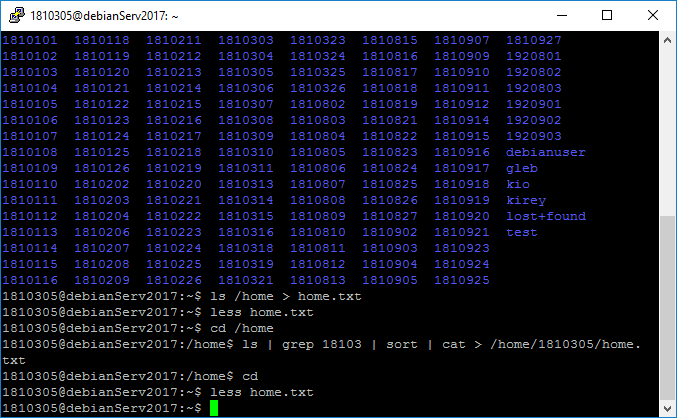 1810305@debianServ2017: ~
1810101 1810118 1810211 1810303 1810323 1810815 1810907 1810927
1810102 1810119 1810212 1810304 1810324 1810816 1810909 1920801
1810103 1810120 1810213 1810305 1810325 1810817 1810910 1920802
1810104 1810121 1810214 1810306 1810326 1810818 1810911 1920803
1810105 1810122 1810215 1810307 1810802 1810819 1810912 1920901
1810106 1810123 1810216 1810308 1810803 1810821 1810914 1920902
1810107 1810124 1810217 1810309 1810804 1810822 1810915 1920903
1810108 1810125 1810218 1810310 1810805 1810823 1810916 debianuser
1810109 1810126 1810219 1810311 1810806 1810824 1810917 gleb
1810110 1810202 1810220 1810313 1810807 1810825 1810918 kio
1810111 1810203 1810221 1810314 1810808 1810826 1810919 kirey
1810112 1810204 1810222 1810315 1810809 1810827 1810920 lost+found
1810113 1810206 1810223 1810316 1810810 1810902 1810921 test
1810114 1810207 1810224 1810318 1810811 1810903 1810923
1810115 1810208 1810225 1810319 1810812 1810904 1810924
1810116 1810209 1810226 1810321 1810813 1810905 1810925
1810305@debianServ2017:~$ ls /home > home.txt
1810305@debianServ2017:~$ less home.txt
1810305@debianServ2017:~$ cd /home
1810305@debianServ2017:/home$ ls | grep 18103 | sort | cat > /home/1810305/home.
txt
1810305@debianServ2017:/home$ cd
1810305@debianServ2017:~$ less home.txt
1810305@debianServ2017:~$